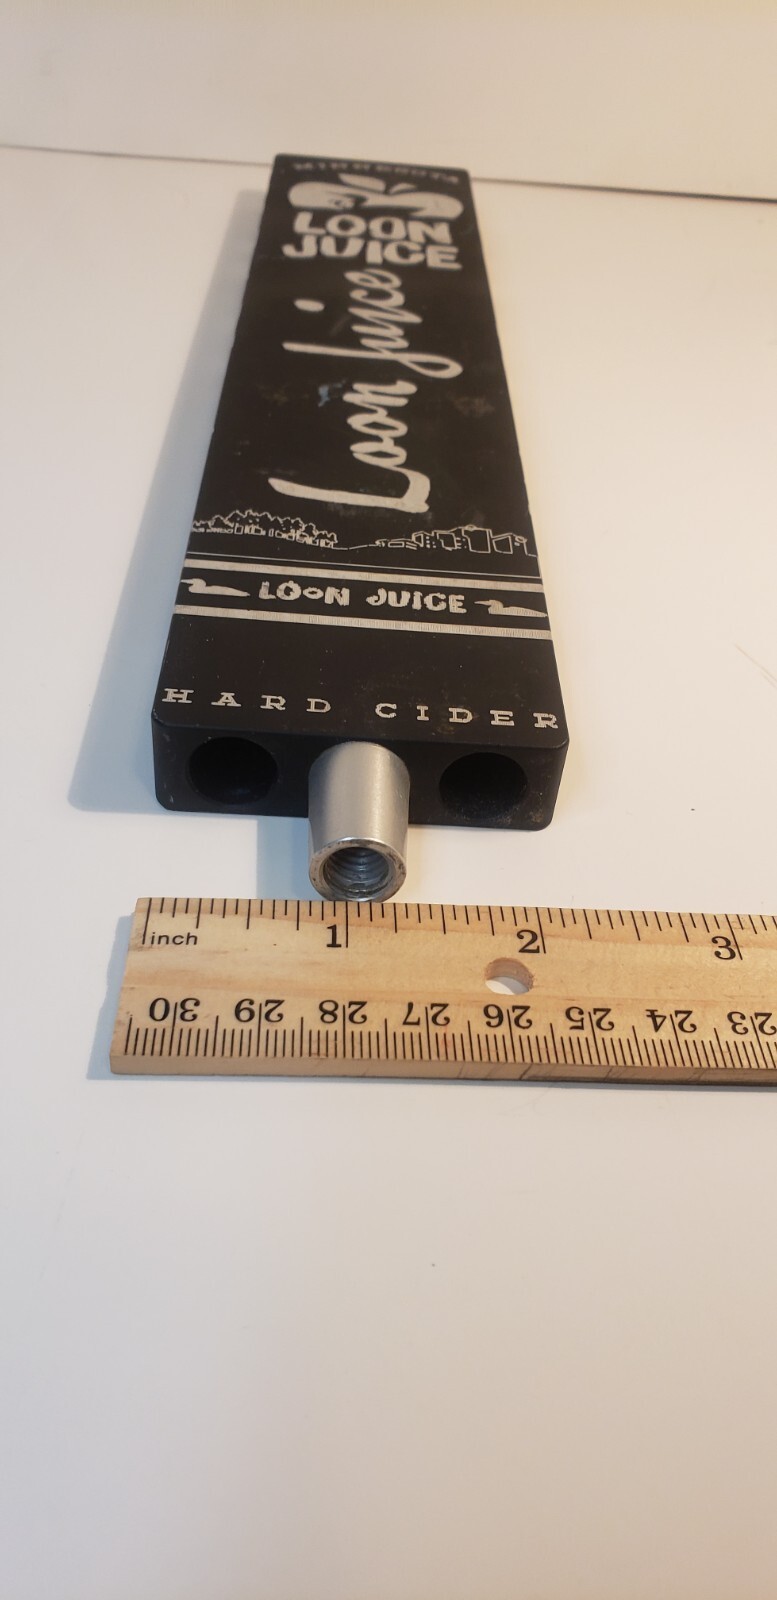 MINNESOTA
LOON
JUICE
Loon Juice
LOON JUICE
HARD CIDER
1 2 3
inch
30 29 28 27 26 25 24 23